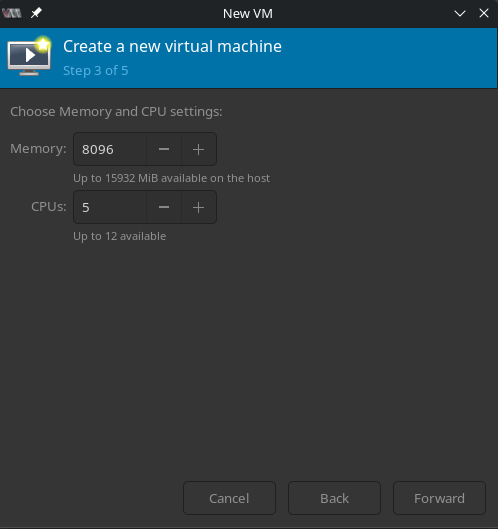 New VM
Create a new virtual machine
Step 3 of 5
Choose Memory and CPU settings:
Memory: 8096
Up to 15932 MiB available on the host
CPUs: 5
Up to 12 available
Cancel Back Forward